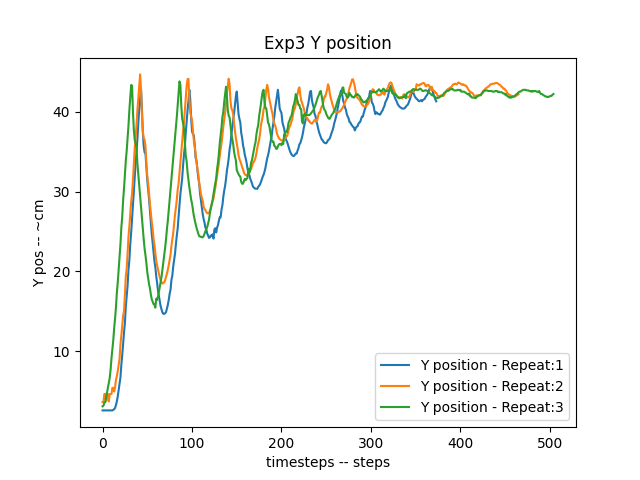 Exp3 Y position
Y pos -- ~cm
40
30
20
10
0
100
200
300
400
500
timesteps -- steps
Y position - Repeat:1
Y position - Repeat:2
Y position - Repeat:3